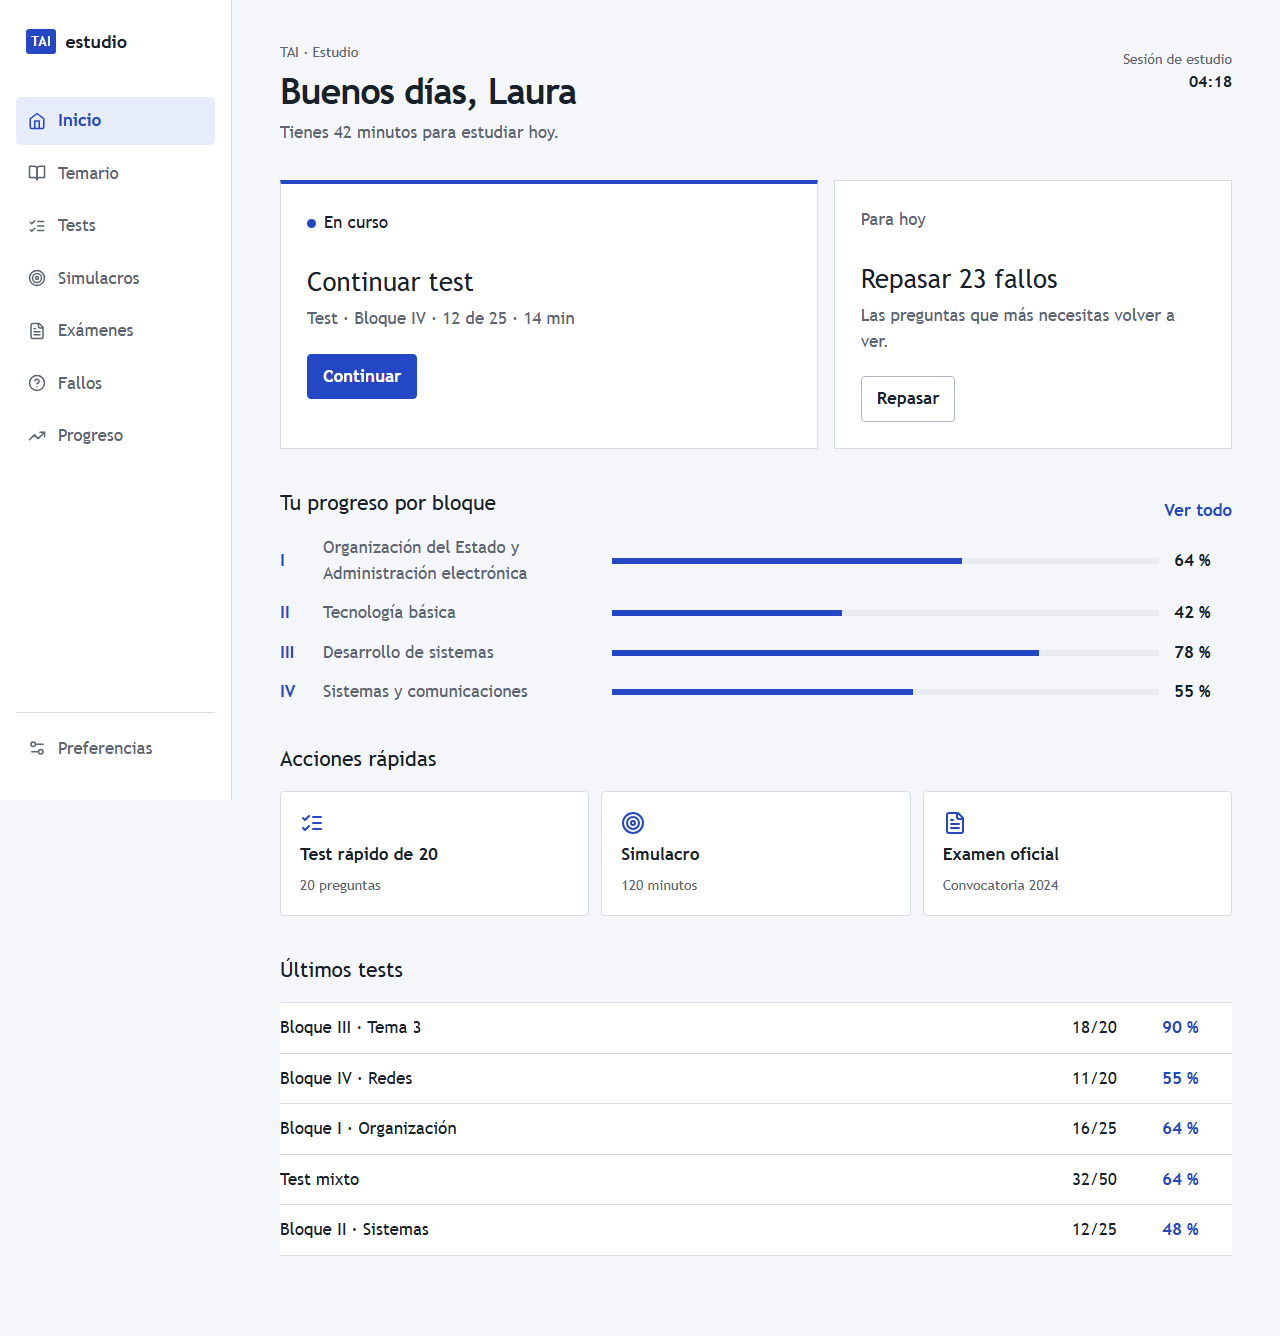 TAI estudio
Inicio
Temario
Tests
Simulacros
Exámenes
Fallos
Progreso
Preferencias
TAI · Estudio
Buenos días, Laura
Tienes 42 minutos para estudiar hoy.
Sesión de estudio
04:18
En curso
Continuar test
Test · Bloque IV · 12 de 25 · 14 min
Continuar
Para hoy
Repasar 23 fallos
Las preguntas que más necesitas volver a
ver.
Repasar
Tu progreso por bloque
Ver todo
I Organización del Estado y
Administración electrónica 64 %
II Tecnología básica 42 %
III Desarrollo de sistemas 78 %
IV Sistemas y comunicaciones 55 %
Acciones rápidas
Test rápido de 20
20 preguntas
Simulacro
120 minutos
Examen oficial
Convocatoria 2024
Últimos tests
Bloque III · Tema 3 18/20 90 %
Bloque IV · Redes 11/20 55 %
Bloque I · Organización 16/25 64 %
Test mixto 32/50 64 %
Bloque II · Sistemas 12/25 48 %